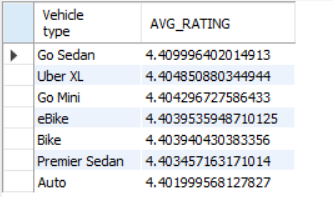 Vehicle
type AVG_RATING
Go Sedan 4.409996402014913
Uber XL 4.404850880344944
Go Mini 4.404296727586433
eBike 4.4039535948710125
Bike 4.403940430383356
Premier Sedan 4.403457163171014
Auto 4.401999568127827